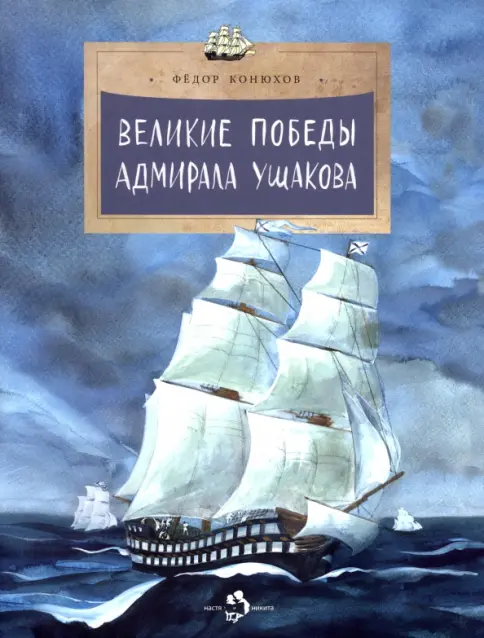 ФЁДОР КОНЮХОВ
ВЕЛИКИЕ ПОБЕДЫ
АДМИРАЛА УШАКОВА
настя и никита